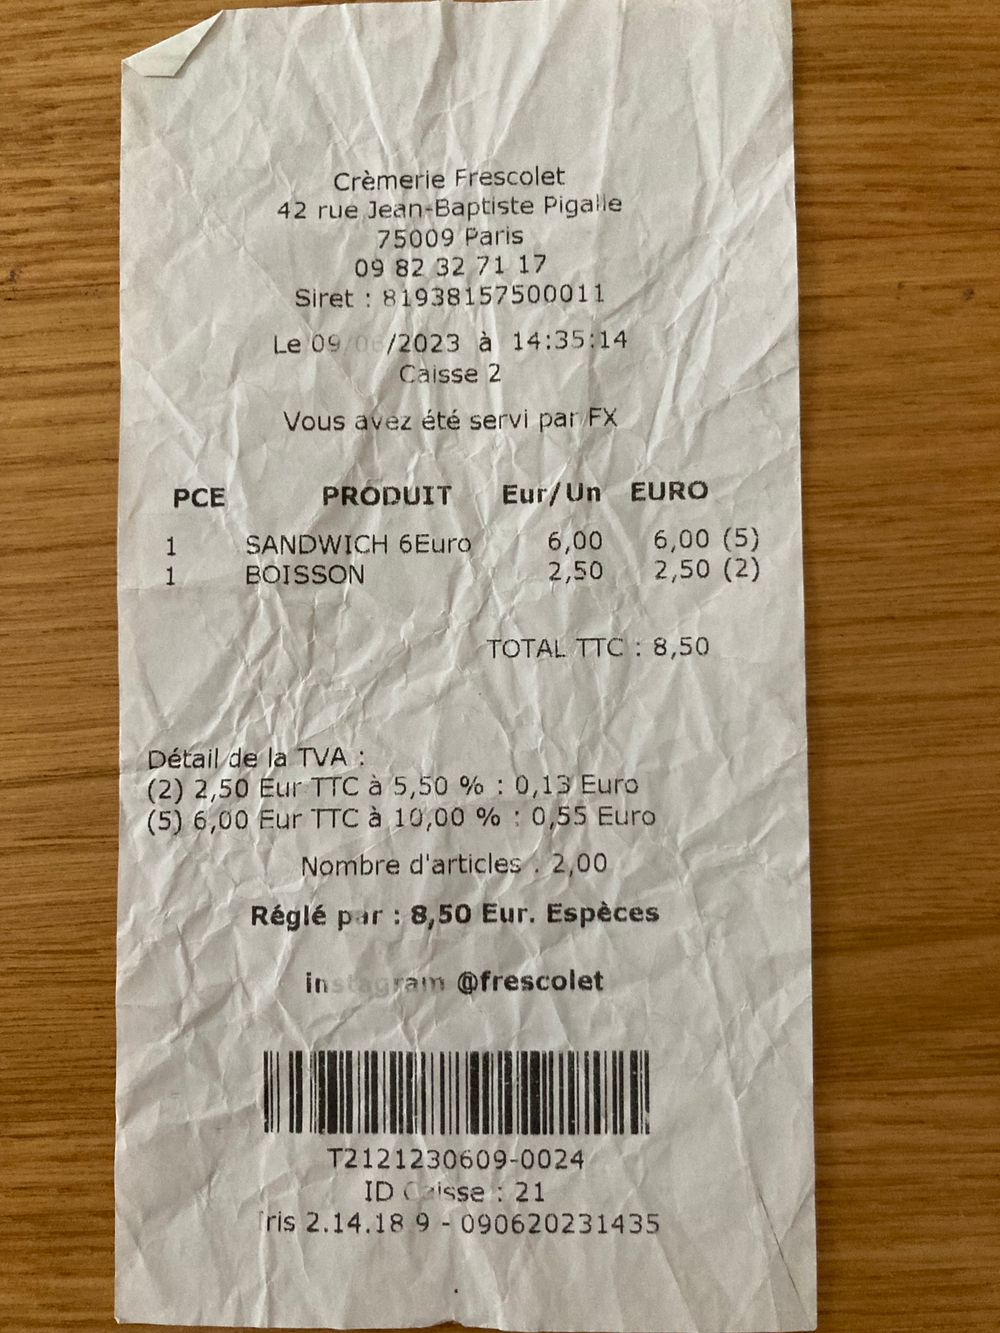 Crèmerie Frescolet
42 rue Jean-Baptiste Pigalle
75009 Paris
09 82 32 71 17
Siret : 81938157500011
Le 09/06/2023 à 14:35:14
Caisse 2
Vous avez été servi par FX
PCE PRODUIT Eur/Un EURO
1 SANDWICH 6Euro 6,00 6,00 (5)
1 BOISSON 2,50 2,50 (2)
TOTAL TTC : 8,50
Détail de la TVA :
(2) 2,50 Eur TTC à 5,50 % : 0,13 Euro
(5) 6,00 Eur TTC à 10,00 % : 0,55 Euro
Nombre d'articles : 2,00
Réglé par : 8,50 Eur. Espèces
instagram @frescolet
T2121230609-0024
ID Caisse : 21
2.14.18 9 - 090620231435